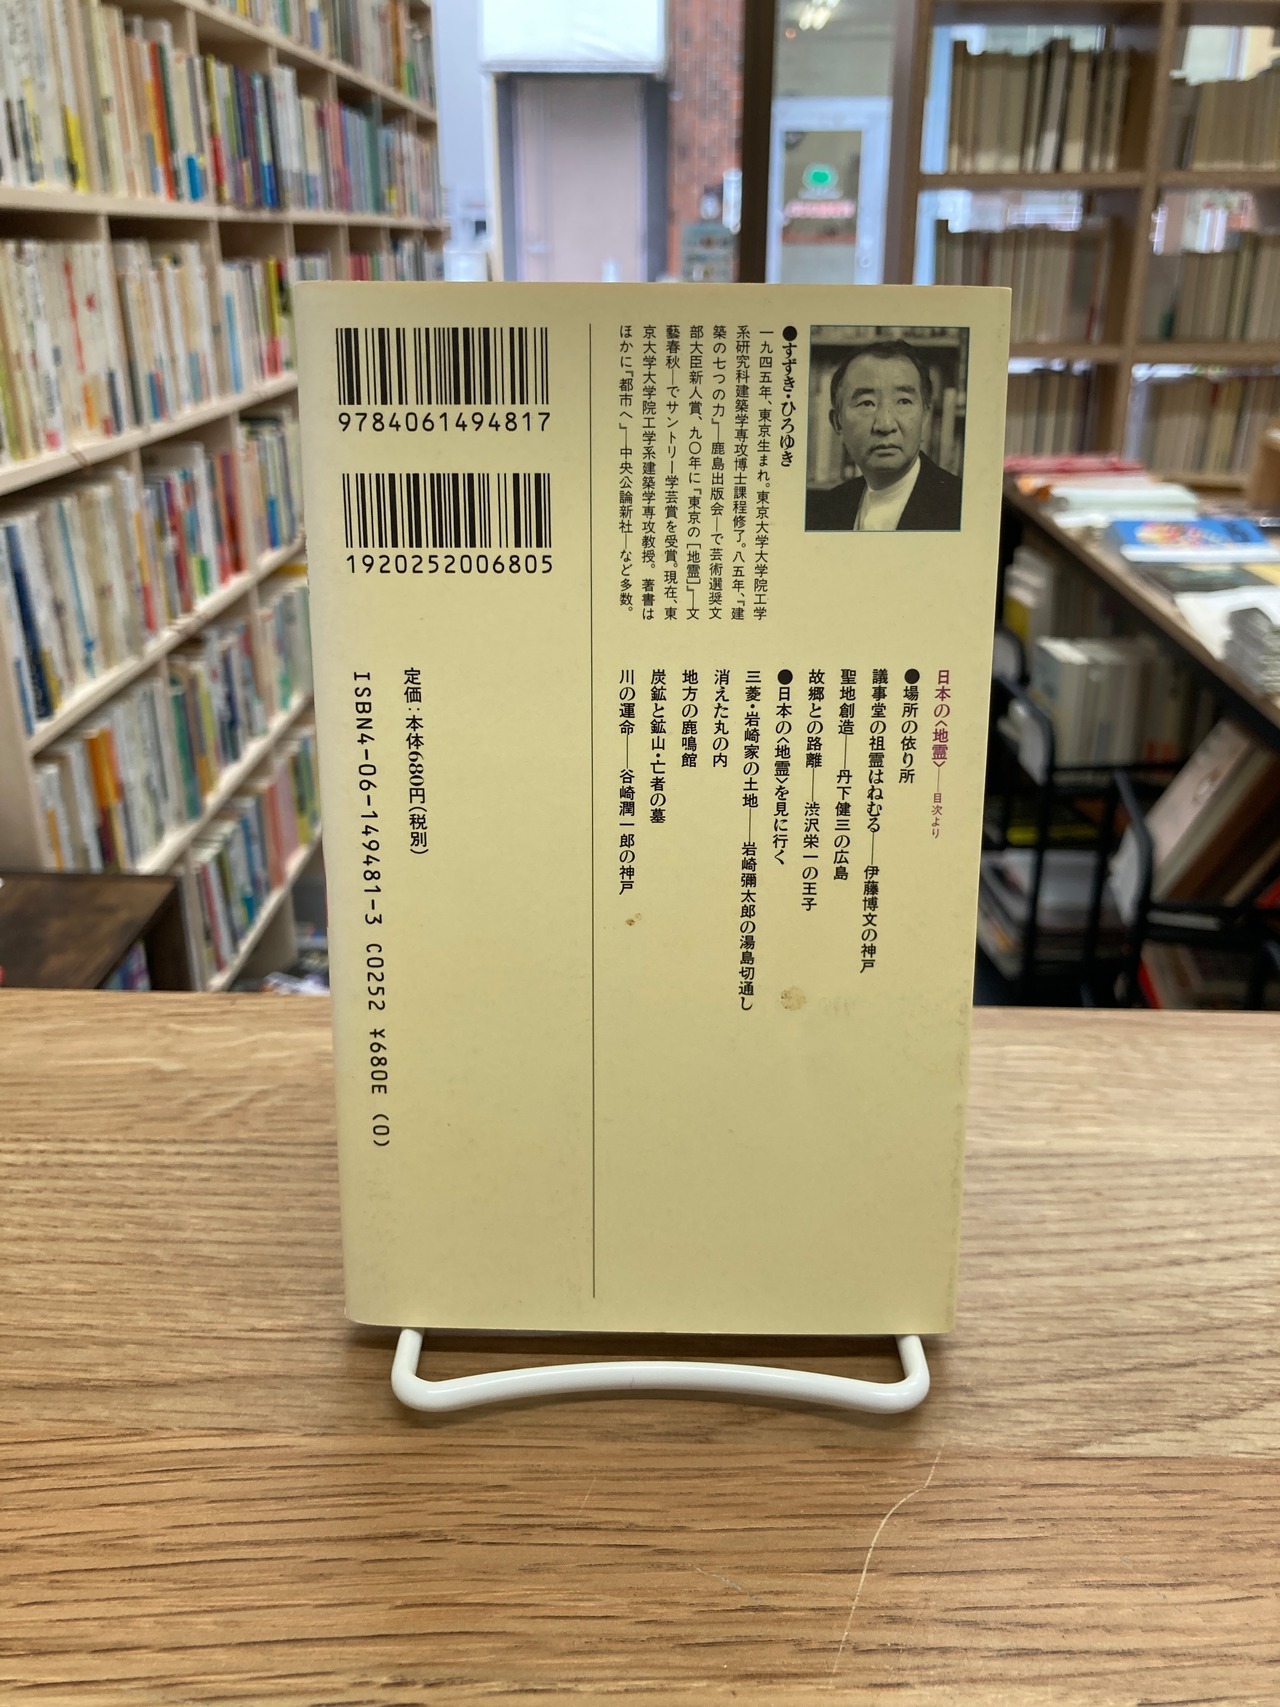 ●すずき・ひろゆき
一九四五年、東京生まれ。東京大学大学院工学
系研究科建築学専攻博士課程修了。八五年、『建
築の七つの力』―鹿島出版会―で芸術選奨文
部大臣新人賞、九〇年に『東京の[地霊]』―文
藝春秋―でサントリー学芸賞を受賞。現在、東
京大学大学院工学系建築学専攻教授。著書は
ほかに『都市へ』―中央公論新社―など多数。
日本の〈地霊〉――目次より
●場所の依り所
議事堂の祖霊はねむる――伊藤博文の神戸
聖地創造――丹下健三の広島
故郷との路離――渋沢栄一の王子
●日本の〈地霊〉を見に行く
三菱・岩崎家の土地――岩崎彌太郎の湯島切通し
消えた丸の内
地方の鹿鳴館
炭鉱と鉱山・亡者の墓
川の運命――谷崎潤一郎の神戸
9784061494817
1920252006805
定価：本体680円(税別)
ISBN4-06-149481-3 C0252 ¥680E (0)